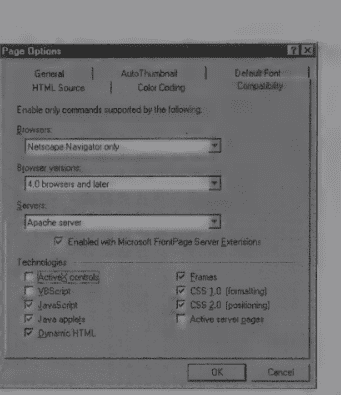 Page Options
General AutoThumbnail Default Font
HTML Source Color Coding Compatibility
Enable only commands supported by the following:
Browsers:
Netscape Navigator only
Browser versions:
4.0 browsers and later
Servers:
Apache server
Enabled with Microsoft FrontPage Server Extensions
Technologies
ActiveX controls Frames
VBScript CSS 1.0 (formatting)
JavaScript CSS 2.0 (positioning)
Java applets Active server pages
Dynamic HTML
OK Cancel